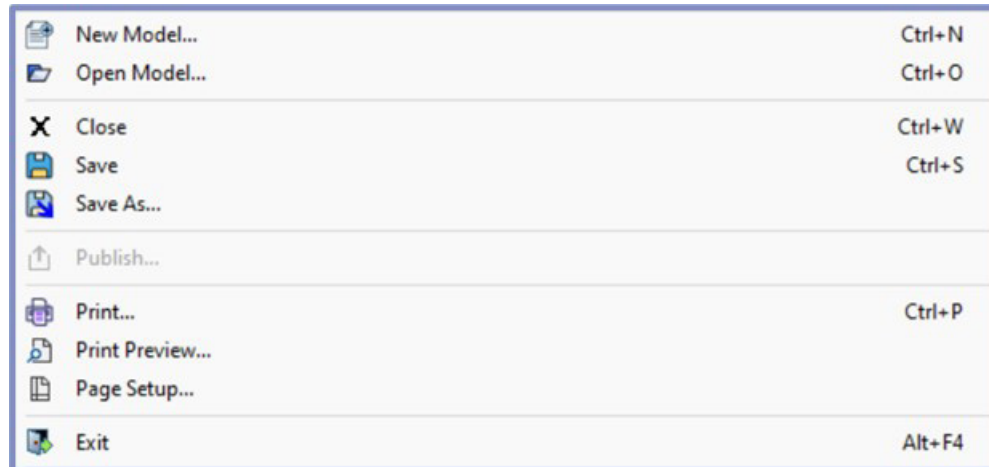 New Model... Ctrl+N
Open Model... Ctrl+O
Close Ctrl+W
Save Ctrl+S
Save As...
Publish...
Print... Ctrl+P
Print Preview...
Page Setup...
Exit Alt+F4